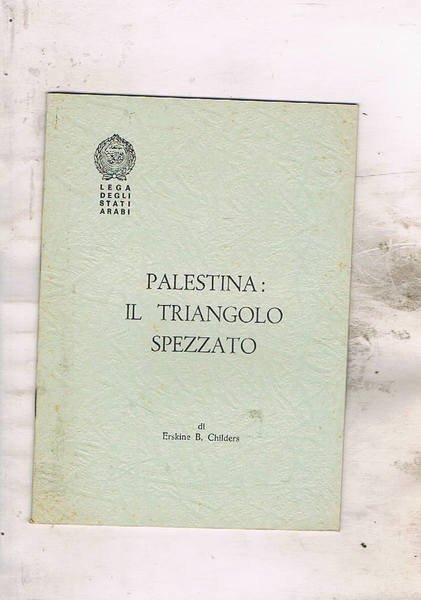 LEGA
DEGLI
STATI
ARABI
PALESTINA:
IL TRIANGOLO
SPEZZATO
di
Erskine B. Childers